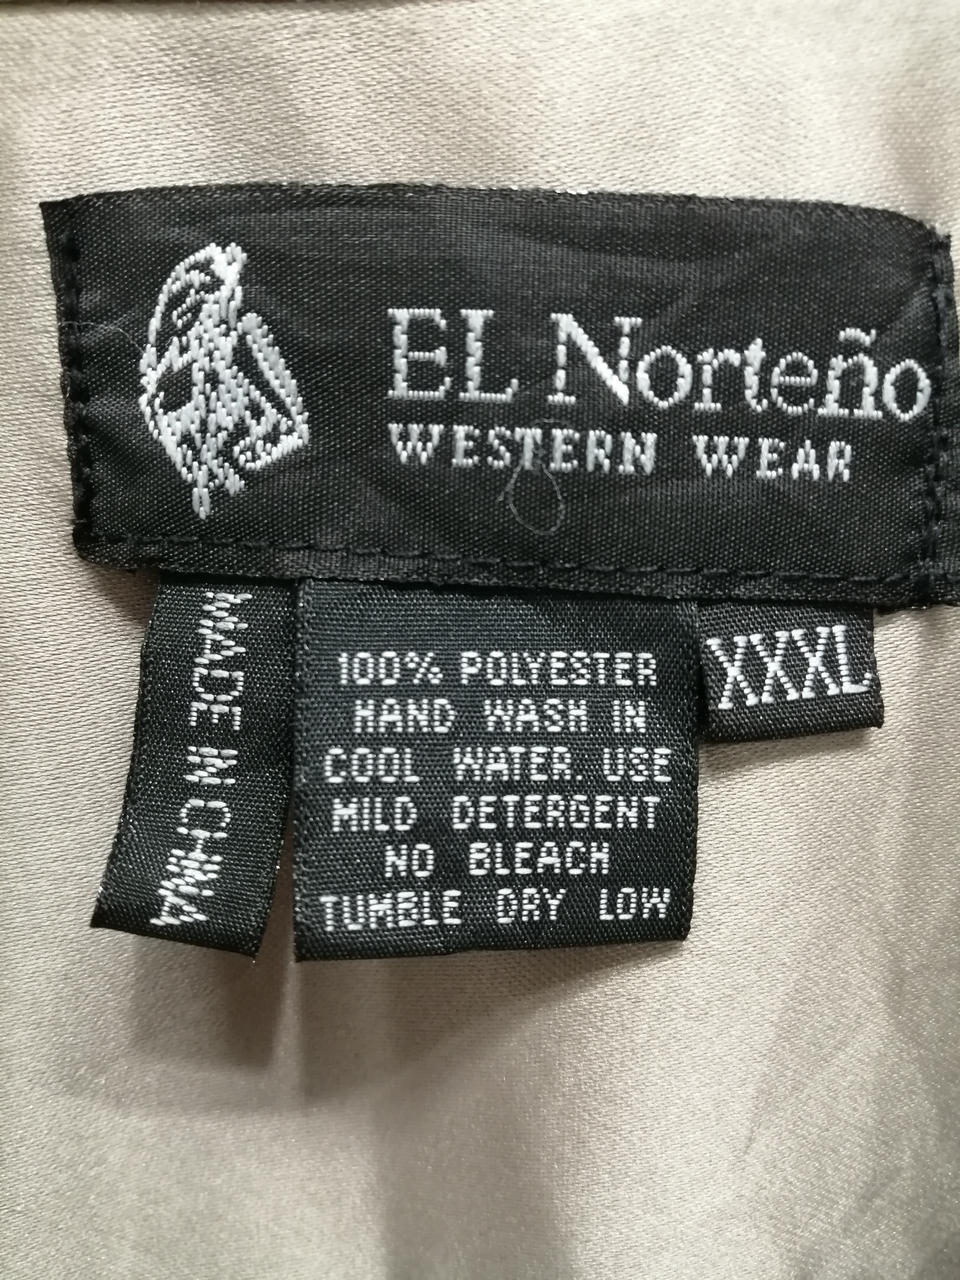 EL Norteño
WESTERN WEAR
MADE IN CHINA
100% POLYESTER
HAND WASH IN
COOL WATER. USE
MILD DETERGENT
NO BLEACH
TUMBLE DRY LOW
XXXL